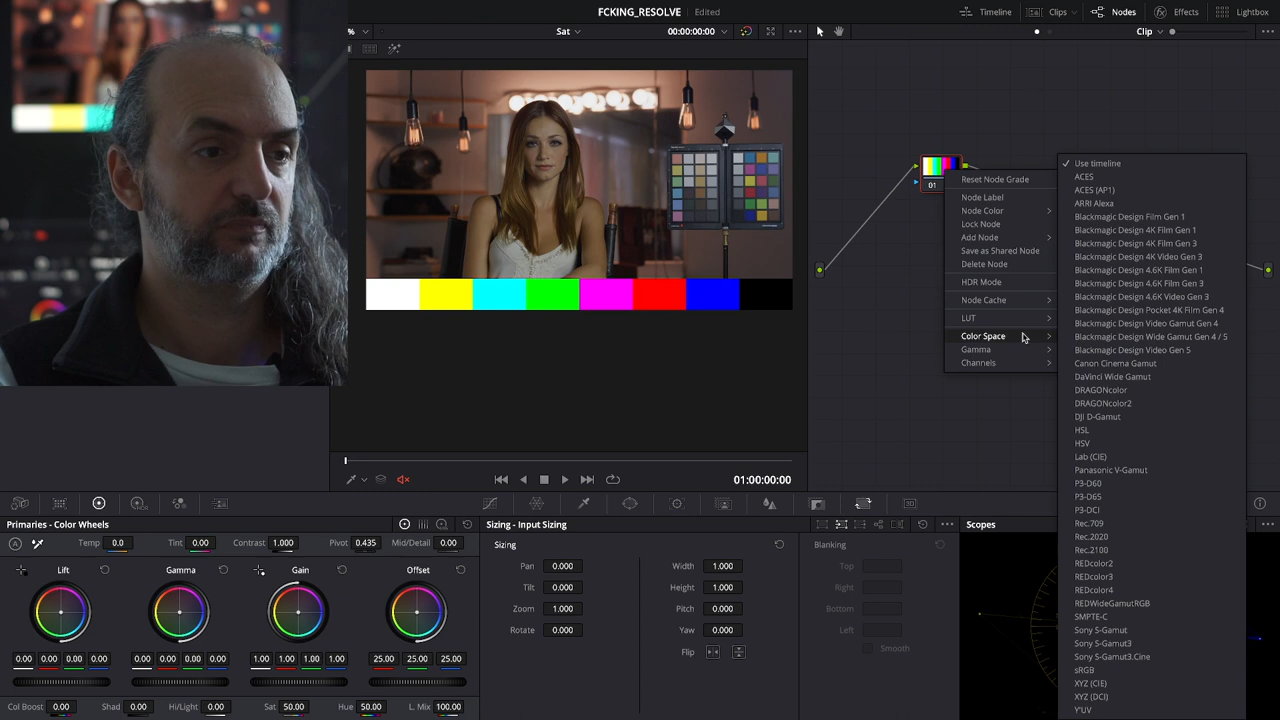 FCKING_RESOLVE Edited
Timeline Clips Nodes Effects Lightbox
% Sat 00:00:00:00 Clip
01
Reset Node Grade
Node Label
Node Color
Lock Node
Add Node
Save as Shared Node
Delete Node
HDR Mode
Node Cache
LUT
Color Space
Gamma
Channels
Use timeline
ACES
ACES (AP1)
ARRI Alexa
Blackmagic Design Film Gen 1
Blackmagic Design 4K Film Gen 1
Blackmagic Design 4K Film Gen 3
Blackmagic Design 4K Video Gen 3
Blackmagic Design 4.6K Film Gen 1
Blackmagic Design 4.6K Film Gen 3
Blackmagic Design 4.6K Video Gen 3
Blackmagic Design Pocket 4K Film Gen 4
Blackmagic Design Video Gamut Gen 4
Blackmagic Design Wide Gamut Gen 4 / 5
Blackmagic Design Video Gen 5
Canon Cinema Gamut
DaVinci Wide Gamut
DRAGONcolor
DRAGONcolor2
DJI D-Gamut
HSL
HSV
Lab (CIE)
Panasonic V-Gamut
P3-D60
P3-D65
P3-DCI
Rec.709
Rec.2020
Rec.2100
REDcolor2
REDcolor3
REDcolor4
REDWideGamutRGB
SMPTE-C
Sony S-Gamut
Sony S-Gamut3
Sony S-Gamut3.Cine
sRGB
XYZ (CIE)
XYZ (DCI)
Y'UV
01:00:00:00
Primaries - Color Wheels
Temp 0.0 Tint 0.00 Contrast 1.000 Pivot 0.435 Mid/Detail 0.00
Lift Gamma Gain Offset
0.00 0.00 0.00 0.00 0.00 0.00 0.00 0.00 1.00 1.00 1.00 1.00 25.00 25.00 25.00
Col Boost 0.00 Shad 0.00 Hi/Light 0.00 Sat 50.00 Hue 50.00 L. Mix 100.00
Sizing - Input Sizing
Sizing
Pan 0.000 Width 1.000
Tilt 0.000 Height 1.000
Zoom 1.000 Pitch 0.000
Rotate 0.000 Yaw 0.000
Flip
Blanking
Top
Right
Bottom
Left
Smooth
Scopes